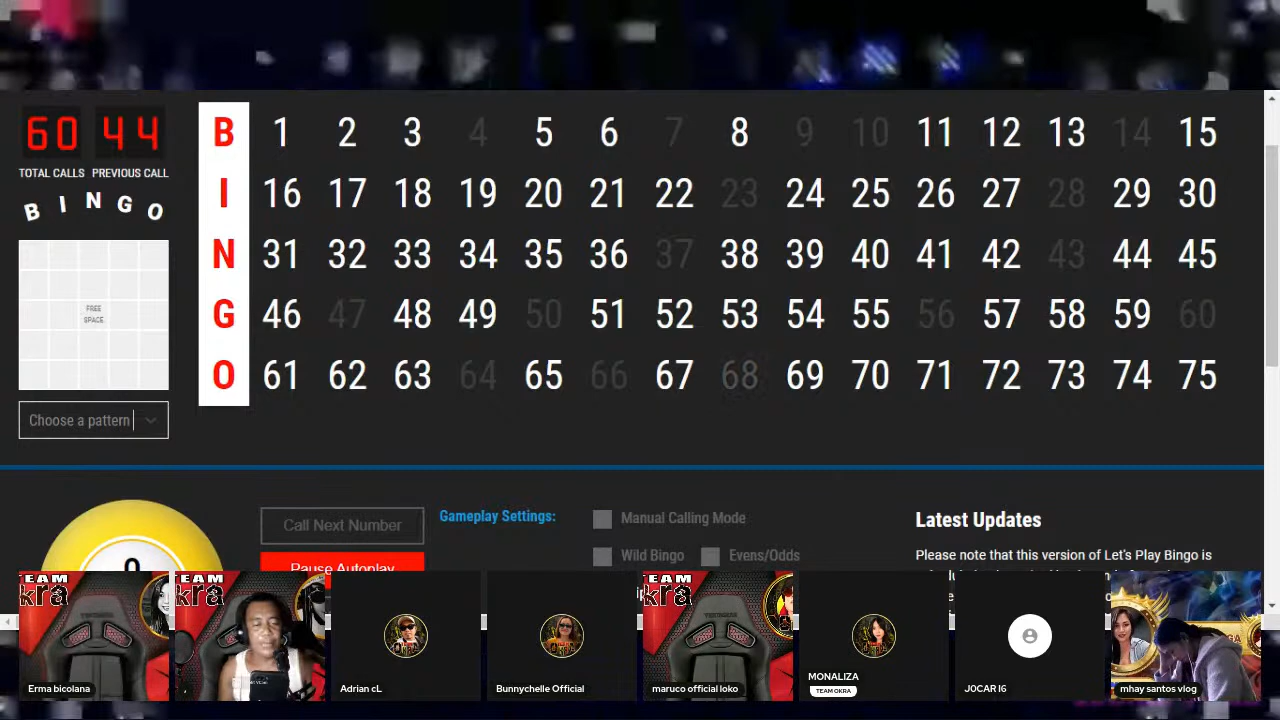 60 44
TOTAL CALLS PREVIOUS CALL
B I N G O
FREE
SPACE
Choose a pattern
B 1 2 3 4 5 6 7 8 9 10 11 12 13 14 15
I 16 17 18 19 20 21 22 23 24 25 26 27 28 29 30
N 31 32 33 34 35 36 37 38 39 40 41 42 43 44 45
G 46 47 48 49 50 51 52 53 54 55 56 57 58 59 60
O 61 62 63 64 65 66 67 68 69 70 71 72 73 74 75
Call Next Number
Pause Autoplay
Gameplay Settings:
Manual Calling Mode
Wild Bingo Evens/Odds
Latest Updates
Please note that this version of Let's Play Bingo is
TEAM
kra
Erma bicolana
TEAM
kra
Adrian cL
Bunnychelle Official
TEAM
kra
maruco official loko
MONALIZA
TEAM OKRA
JOCAR I6
mhay santos vlog